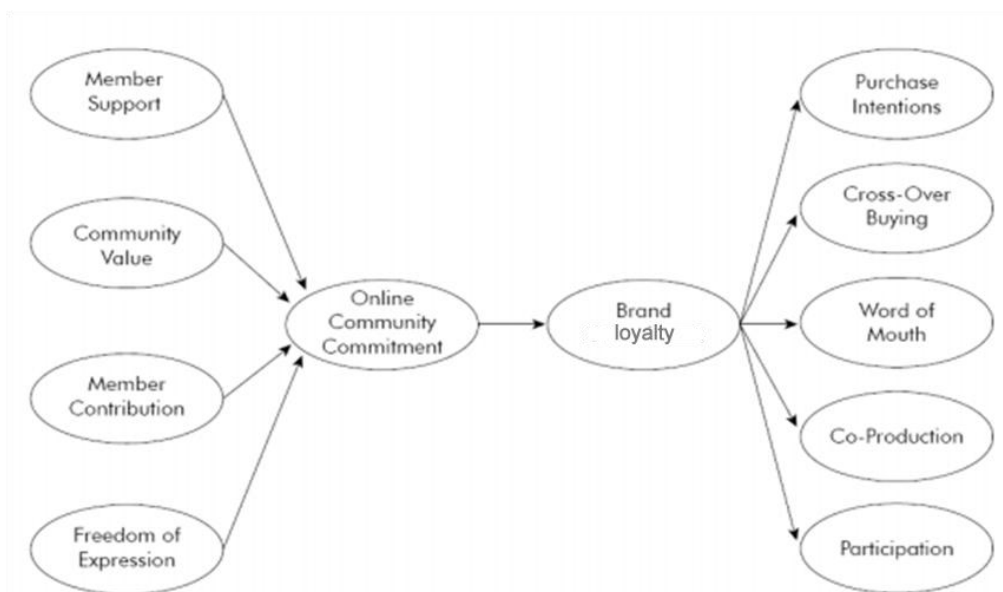 Member
Support
Community
Value
Member
Contribution
Freedom of
Expression
Online
Community
Commitment
Brand
loyalty
Purchase
Intentions
Cross-Over
Buying
Word of
Mouth
Co-Production
Participation